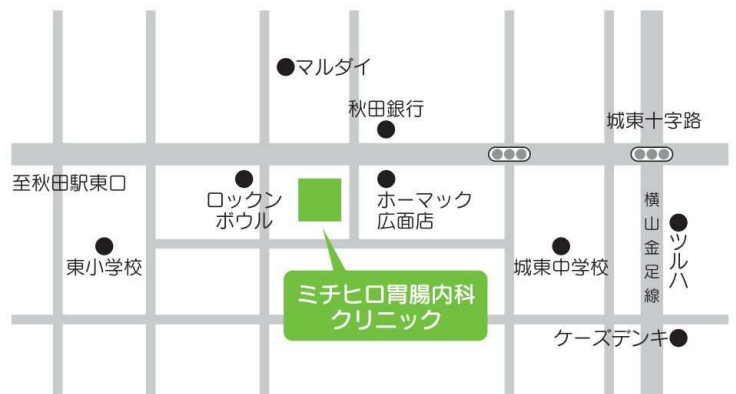 マルダイ
秋田銀行
城東十字路
至秋田駅東口
ロックン
ボウル
ホーマック
広面店
横山金足線
ツルハ
東小学校
城東中学校
ミチヒロ胃腸内科
クリニック
ケーズデンキ